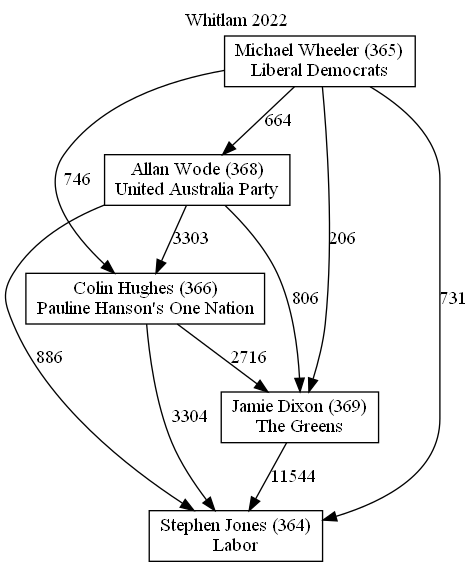 Whitlam 2022
Michael Wheeler (365)
Liberal Democrats
664
Allan Wode (368)
United Australia Party
746
3303
206
Colin Hughes (366)
Pauline Hanson's One Nation
806
731
886
2716
Jamie Dixon (369)
The Greens
3304
11544
Stephen Jones (364)
Labor